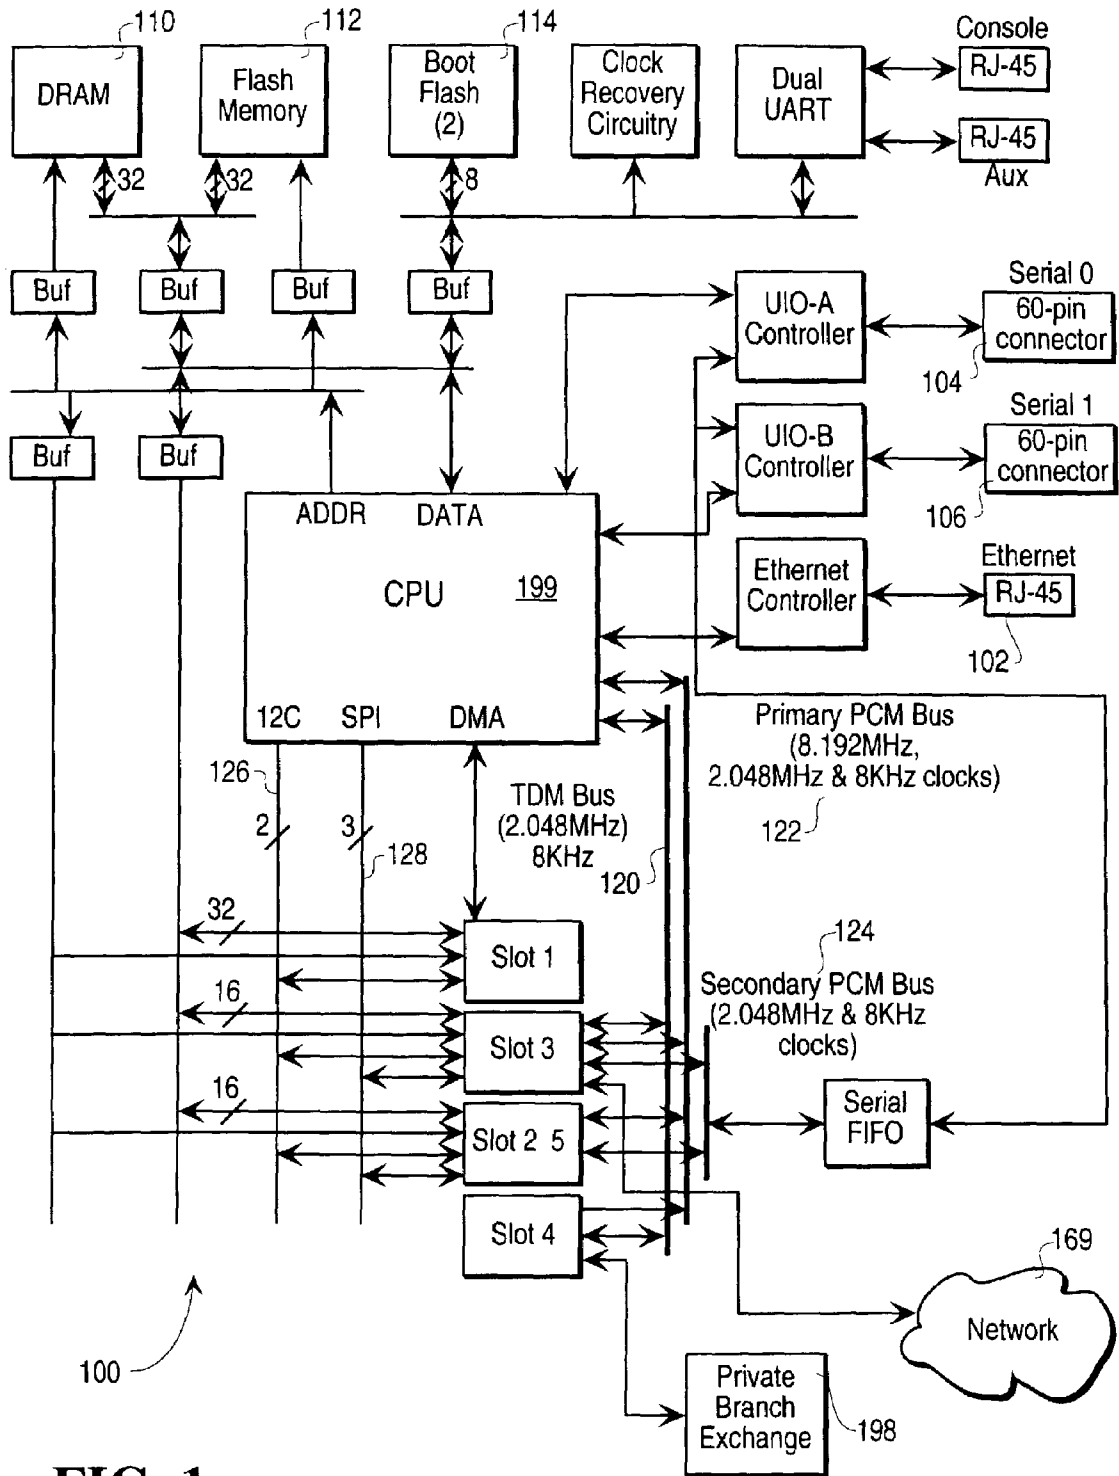 110
112
114
DRAM
Flash
Memory
Boot
Flash
(2)
Clock
Recovery
Circuitry
Dual
UART
Console
RJ-45
RJ-45
Aux
32
32
8
Buf
Buf
Buf
Buf
UIO-A
Controller
Serial 0
60-pin
connector
104
Buf
Buf
UIO-B
Controller
Serial 1
60-pin
connector
106
ADDR
DATA
CPU
199
Ethernet
Controller
Ethernet
RJ-45
102
12C
SPI
DMA
126
2
3
128
TDM Bus
(2.048MHz)
8KHz
120
Primary PCM Bus
(8.192MHz,
2.048MHz & 8KHz clocks)
122
32
Slot 1
124
Secondary PCM Bus
(2.048MHz & 8KHz
clocks)
16
Slot 3
16
Slot 2 5
Serial
FIFO
Slot 4
169
Network
100
Private
Branch
Exchange
198
FIG. 1